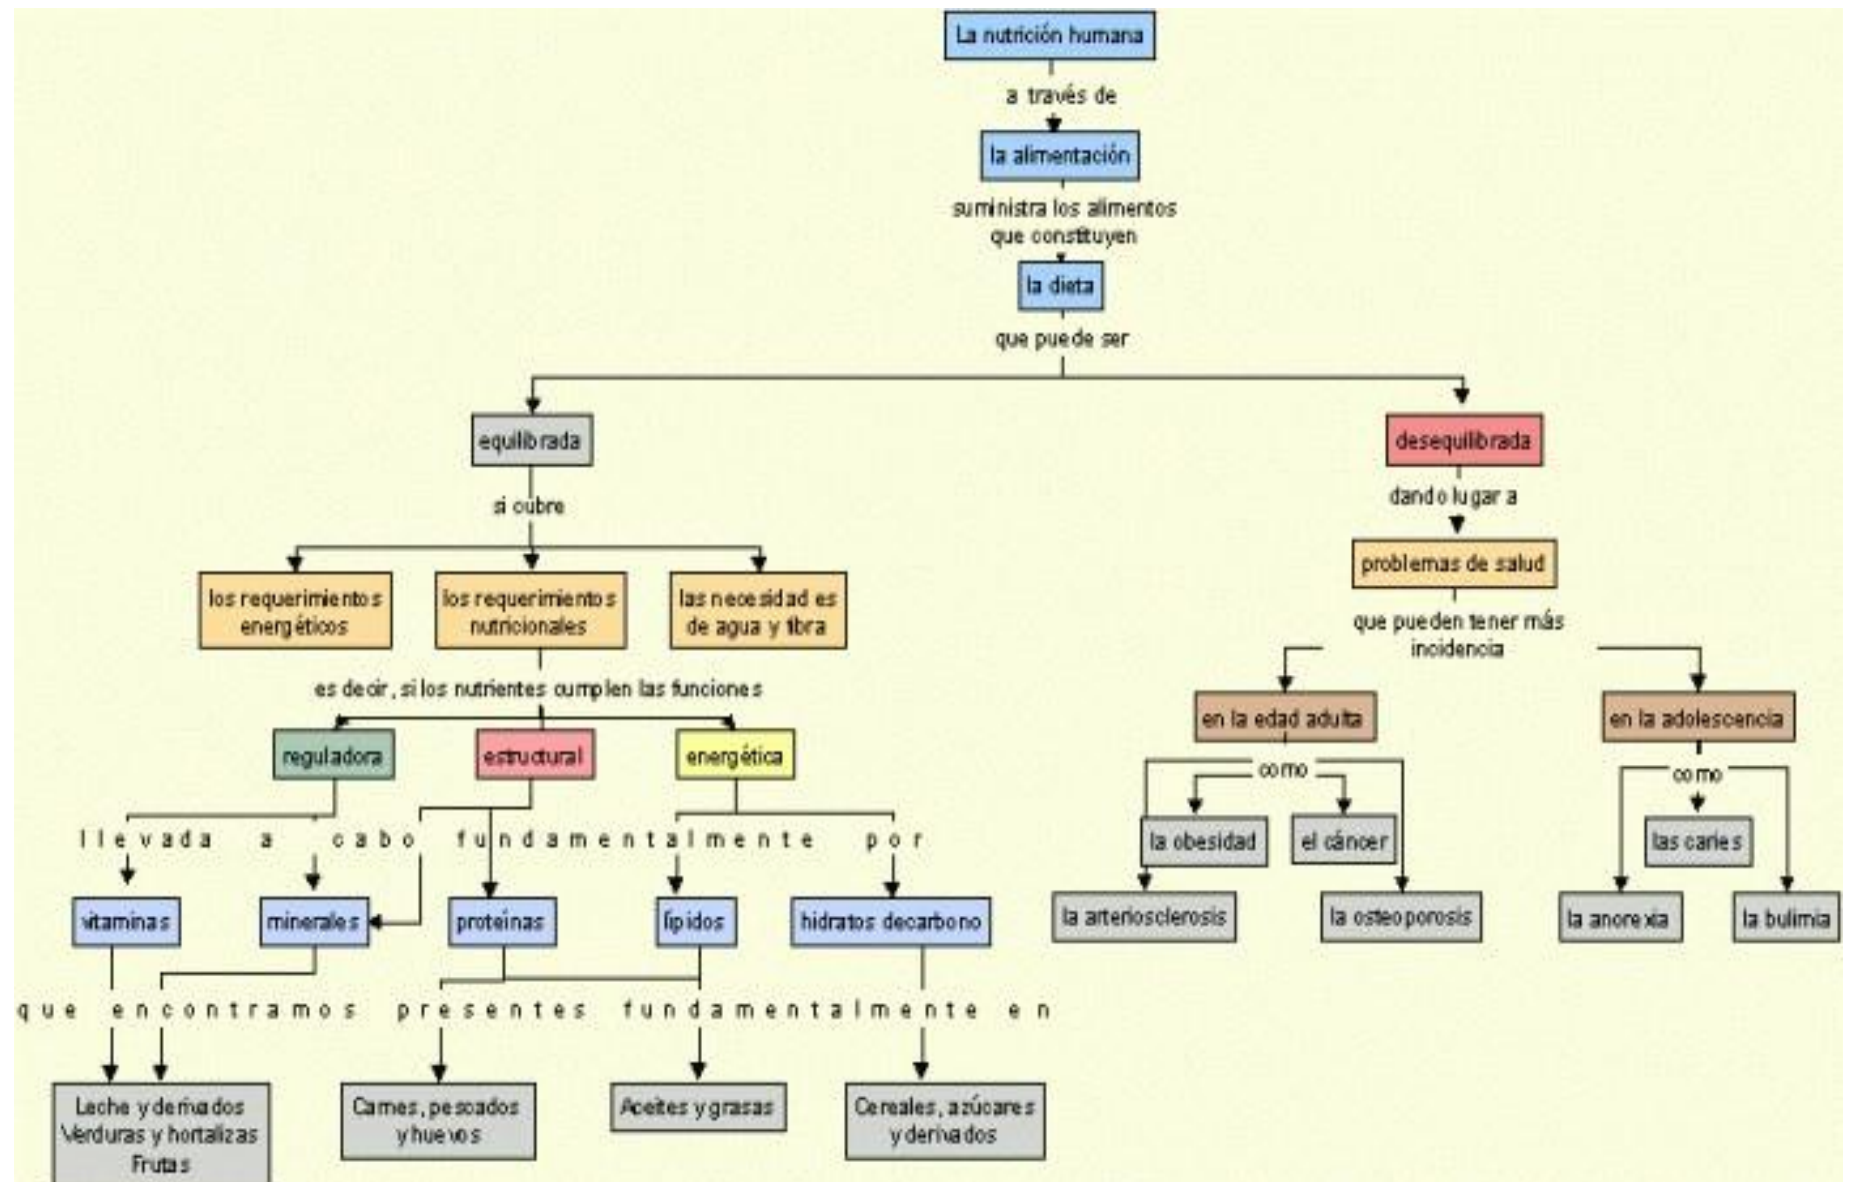 La nutrición humana
a través de
la alimentación
suministra los alimentos
que constituyen
la dieta
que puede ser
equilibrada
desequilibrada
si cubre
dando lugar a
los requerimientos
energéticos
los requerimientos
nutricionales
las necesidades
de agua y fibra
problemas de salud
que pueden tener más
incidencia
es decir, si los nutrientes cumplen las funciones
en la edad adulta
en la adolescencia
reguladora
estructural
energética
como
como
llevada a cabo fundamentalmente por
la obesidad
el cáncer
las caries
vitaminas
minerales
proteínas
lípidos
hidratos decarbono
la arteriosclerosis
la osteoporosis
la anorexia
la bulimia
que encontramos presentes fundamentalmente en
Leche y derivados
Verduras y hortalizas
Frutas
Carnes, pescados
y huevos
Aceites y grasas
Cereales, azúcares
y derivados